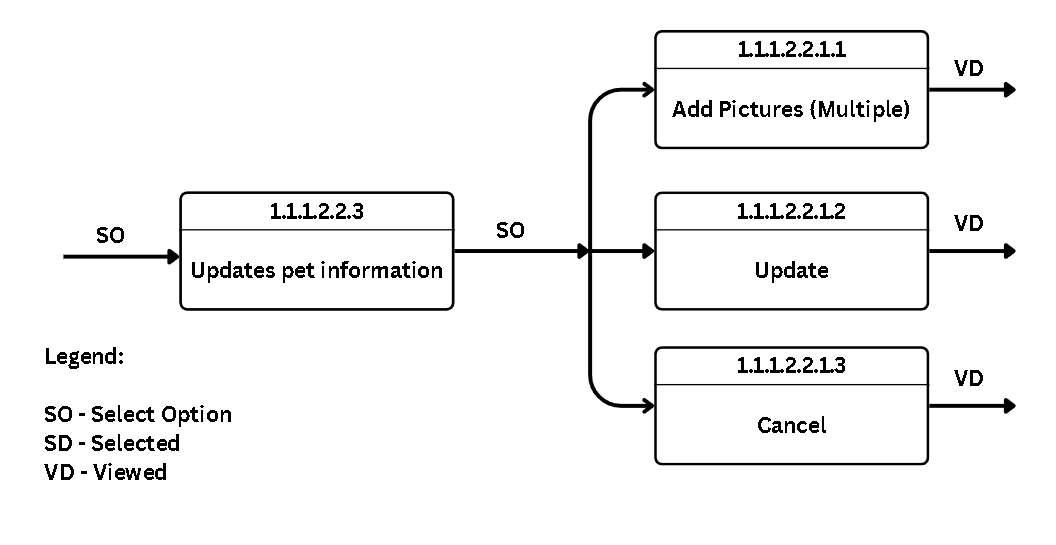 1.1.1.2.2.1.1
VD
Add Pictures (Multiple)
SO
1.1.1.2.2.3
Updates pet information
SO
1.1.1.2.2.1.2
VD
Update
1.1.1.2.2.1.3
VD
Cancel
Legend:
SO - Select Option
SD - Selected
VD - Viewed